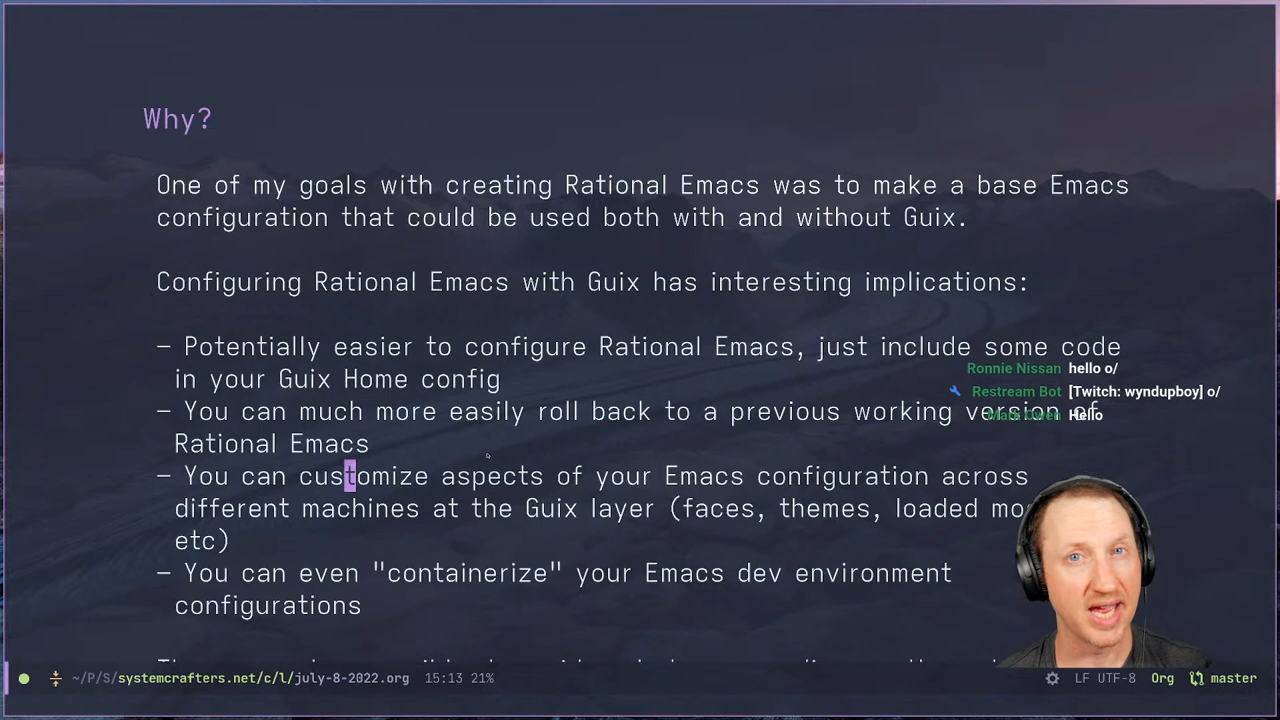 Why?
One of my goals with creating Rational Emacs was to make a base Emacs
configuration that could be used both with and without Guix.
Configuring Rational Emacs with Guix has interesting implications:
– Potentially easier to configure Rational Emacs, just include some code
in your Guix Home config
– You can much more easily roll back to a previous working version of
Rational Emacs
– You can customize aspects of your Emacs configuration across
different machines at the Guix layer (faces, themes, loaded
etc)
– You can even "containerize" your Emacs dev environment
configurations
Ronnie Nissan hello o/
Restream Bot [Twitch: wyndupboy] o/
Mark Owen Hello
~/P/S/systemcrafters.net/c/l/july-8-2022.org 15:13 21% LF UTF-8 Org master